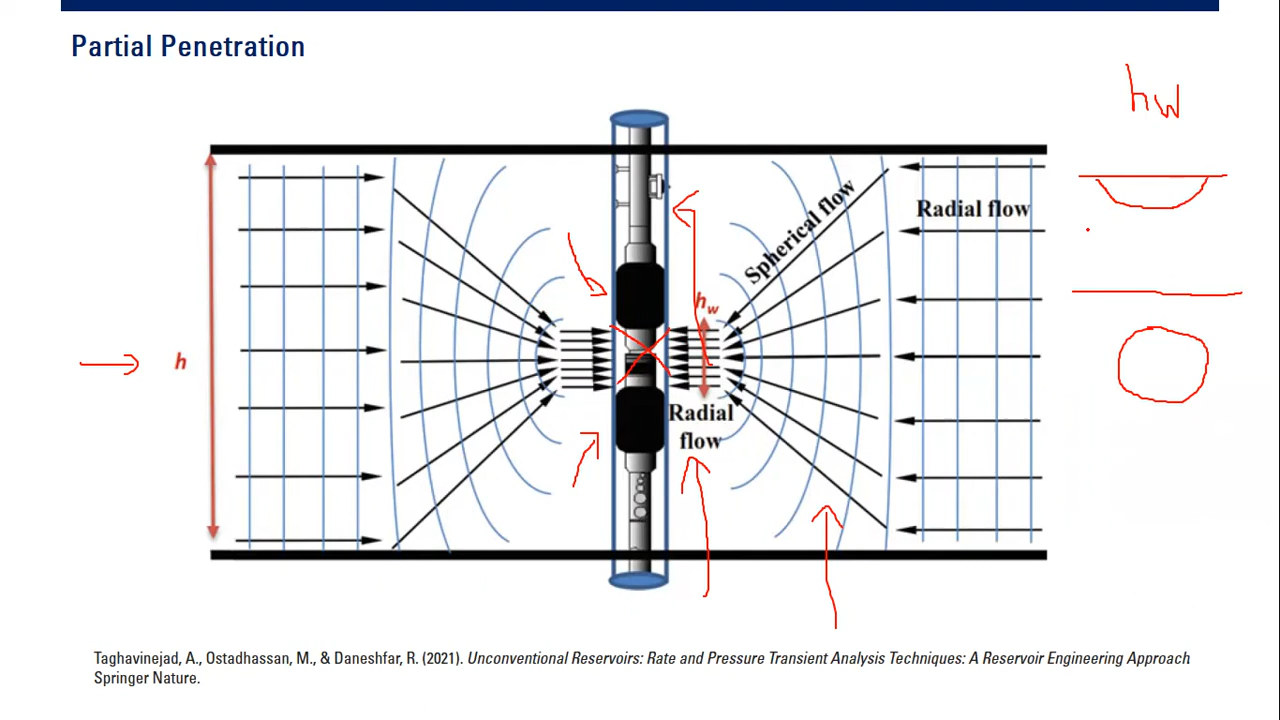 Partial Penetration
hw
Spherical flow
Radial flow
hw
h
Radial
flow
Taghavinejad, A., Ostadhassan, M., & Daneshfar, R. (2021). Unconventional Reservoirs: Rate and Pressure Transient Analysis Techniques: A Reservoir Engineering Approach
Springer Nature.